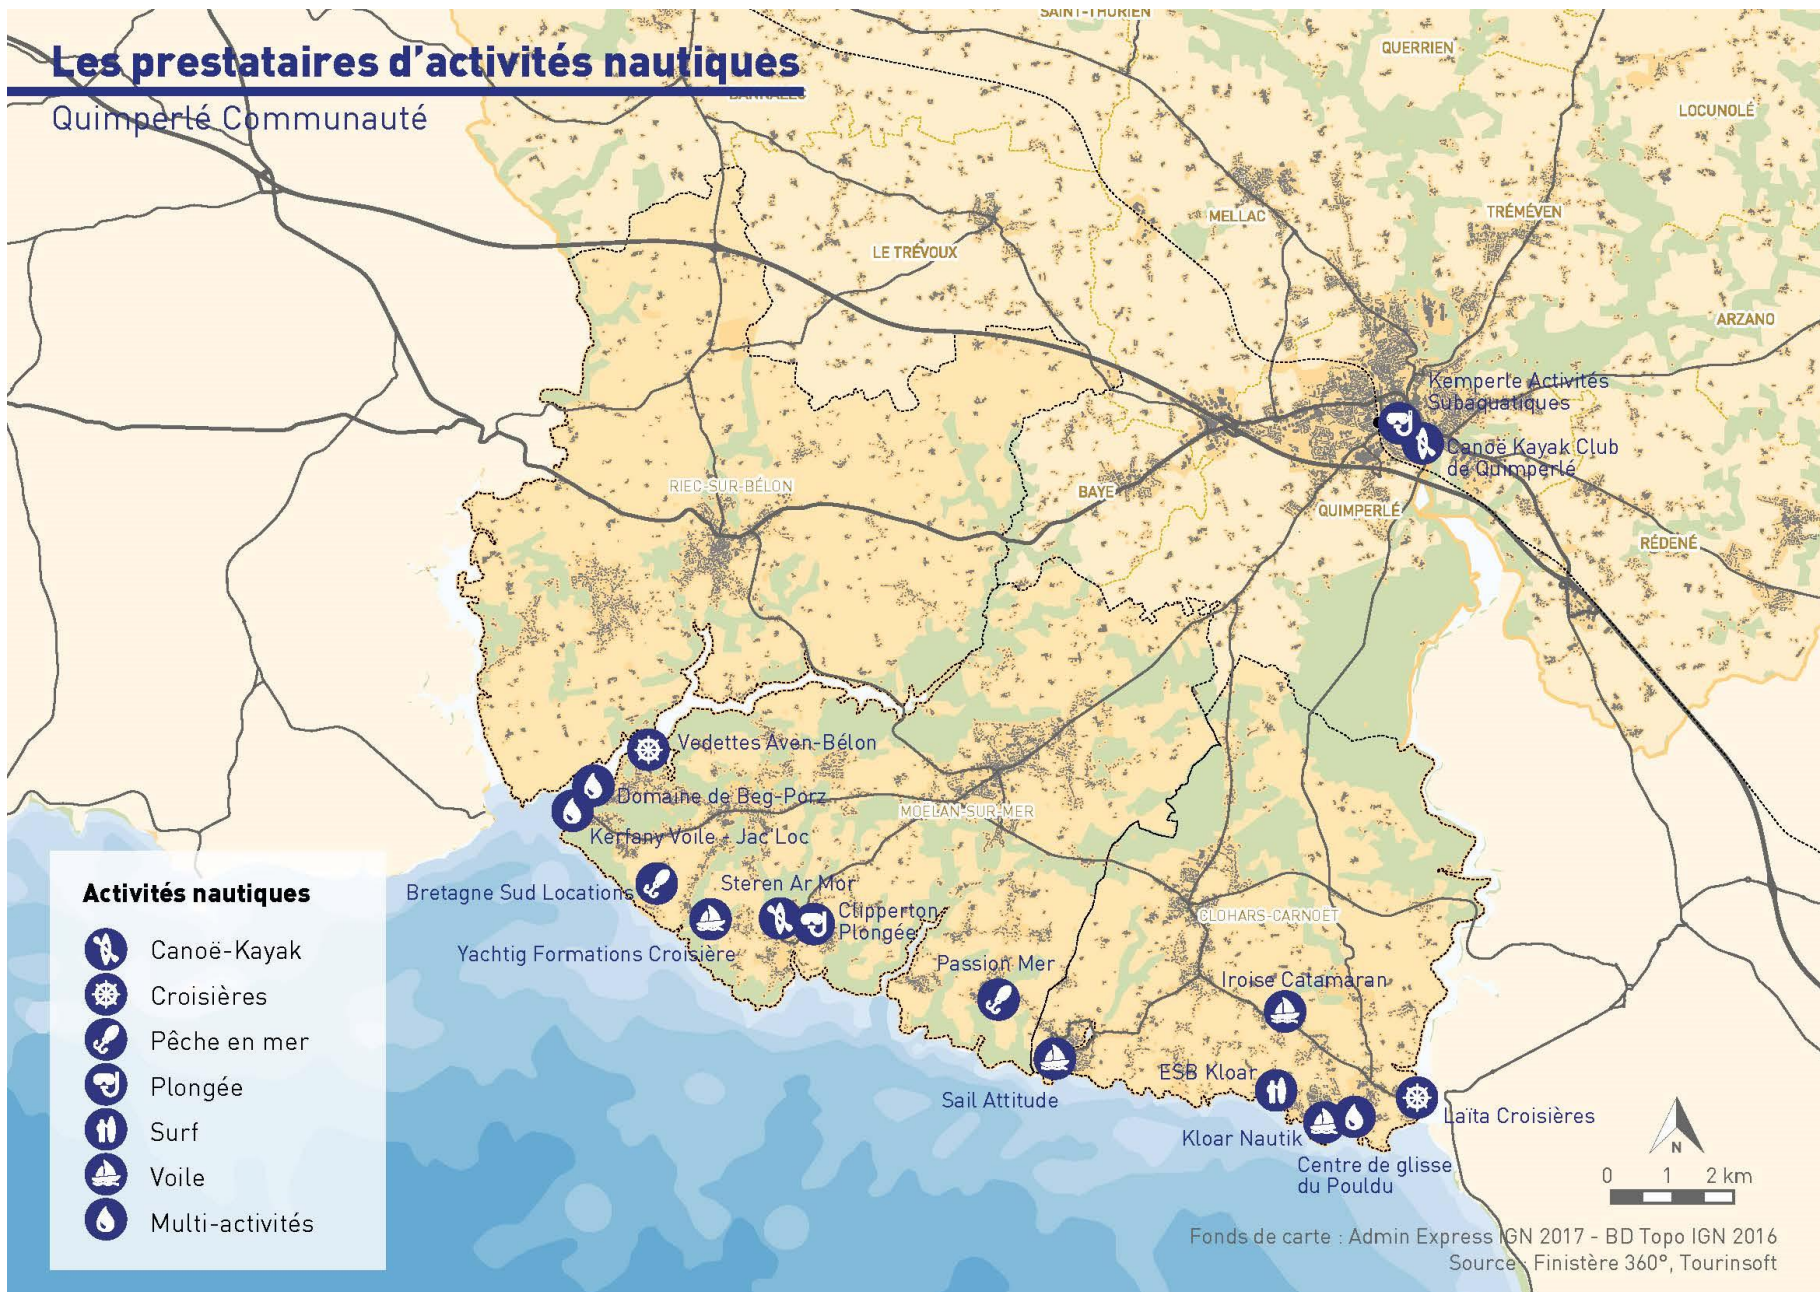 Les prestataires d'activités nautiques
Quimperlé Communauté
SAINT-THURIEN
QUERRIEN
LOCUNOLÉ
BANNALEC
MELLAC
TRÉMÉVEN
LE TRÉVOUX
ARZANO
Kemperle Activités
Subaquatiques
Canoë Kayak Club
de Quimperlé
RIEC-SUR-BÉLON
BAYE
QUIMPERLÉ
RÉDENÉ
Vedettes Aven-Bélon
Domaine de Beg-Porz
MOËLAN-SUR-MER
Kerfany Voile - Jac Loc
Bretagne Sud Locations
Steren Ar Mor
Clipperton
Plongée
CLOHARS-CARNOËT
Yachtig Formations Croisière
Passion Mer
Iroise Catamaran
ESB Kloar
Sail Attitude
Laïta Croisières
Kloar Nautik
Centre de glisse
du Pouldu
Activités nautiques
Canoë-Kayak
Croisières
Pêche en mer
Plongée
Surf
Voile
Multi-activités
N
0 1 2 km
Fonds de carte : Admin Express IGN 2017 - BD Topo IGN 2016
Source : Finistère 360°, Tourinsoft